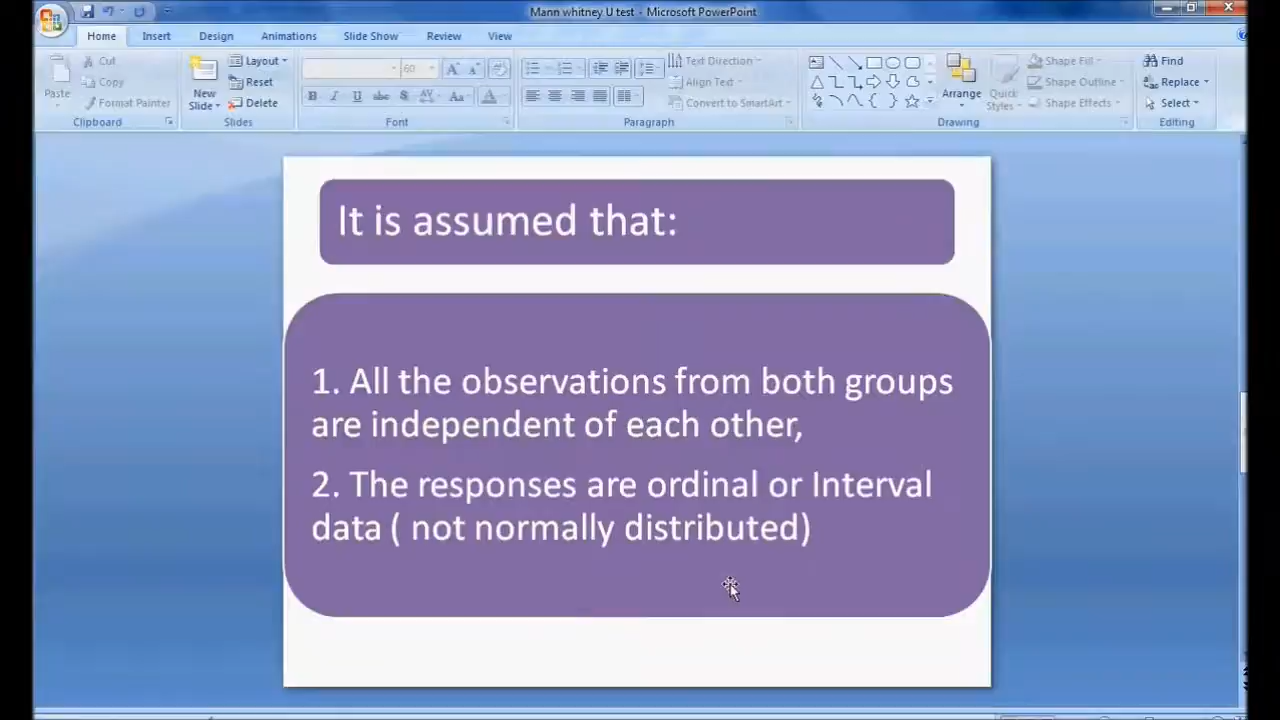 Mann whitney U test - Microsoft PowerPoint
Home Insert Design Animations Slide Show Review View
Cut Layout 60 Text Direction Shape Fill Find
Paste Copy New Slide Reset Align Text Arrange Quick Styles Shape Outline Replace
Format Painter Delete Convert to SmartArt Shape Effects Select
Clipboard Slides Font Paragraph Drawing Editing
It is assumed that:
1. All the observations from both groups
are independent of each other,
2. The responses are ordinal or Interval
data ( not normally distributed)